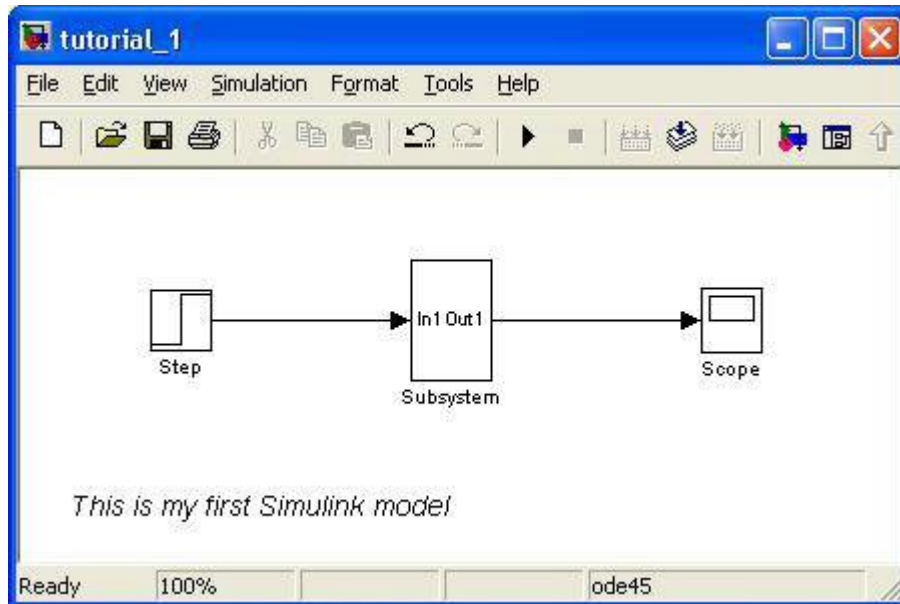 tutorial_1
File Edit View Simulation Format Tools Help
In1 Out1
Step
Subsystem
Scope
This is my first Simulink model
Ready 100% ode45